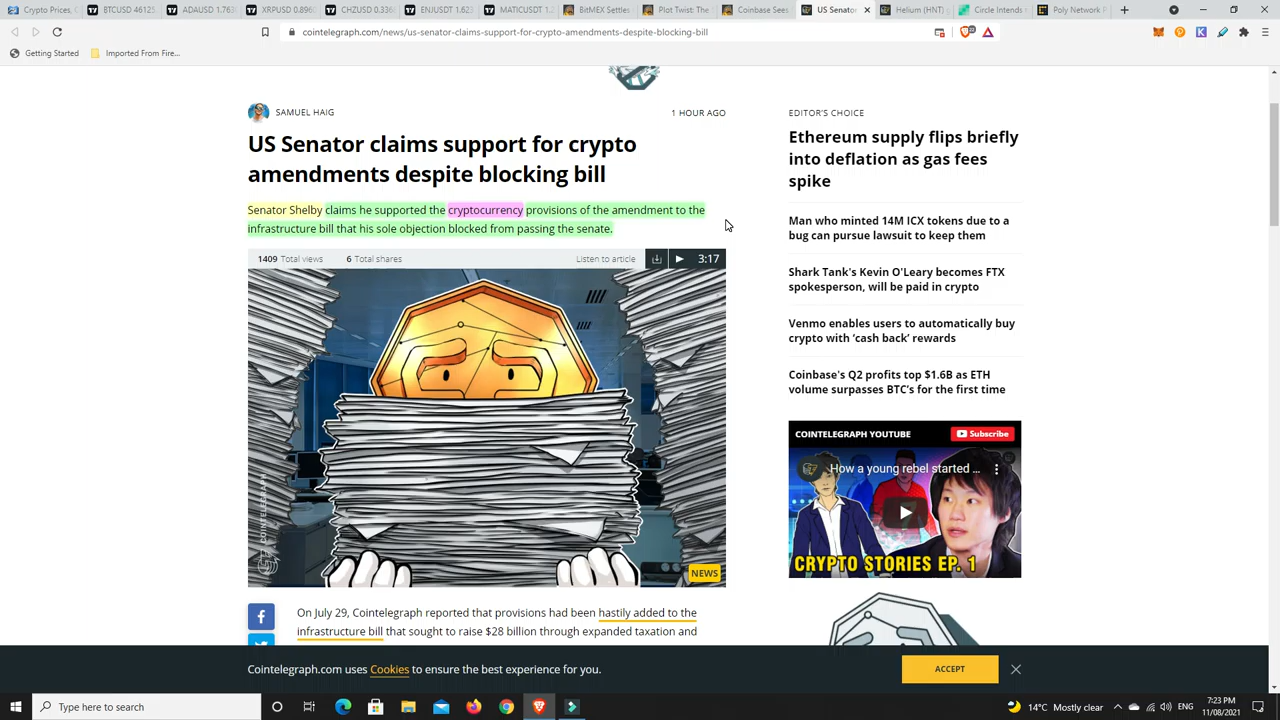 Crypto Prices, C
BTCUSD 46125
ADAUSD 1.763
XRPUSD 0.896
CHZUSD 0.336
ENJUSDT 1.623
MATICUSDT 1.
BitMEX Settles
Plot Twist: The
Coinbase Sees
US Senator
Helium (HNT)
Circle Intends
Poly Network
cointelegraph.com/news/us-senator-claims-support-for-crypto-amendments-despite-blocking-bill
Getting Started
Imported From Fire...
SAMUEL HAIG
1 HOUR AGO
US Senator claims support for crypto
amendments despite blocking bill
Senator Shelby claims he supported the cryptocurrency provisions of the amendment to the
infrastructure bill that his sole objection blocked from passing the senate.
1409 Total views
6 Total shares
Listen to article
3:17
COINTELEGRAPH
NEWS
On July 29, Cointelegraph reported that provisions had been hastily added to the
infrastructure bill that sought to raise $28 billion through expanded taxation and
EDITOR'S CHOICE
Ethereum supply flips briefly
into deflation as gas fees
spike
Man who minted 14M ICX tokens due to a
bug can pursue lawsuit to keep them
Shark Tank's Kevin O'Leary becomes FTX
spokesperson, will be paid in crypto
Venmo enables users to automatically buy
crypto with ‘cash back’ rewards
Coinbase's Q2 profits top $1.6B as ETH
volume surpasses BTC’s for the first time
COINTELEGRAPH YOUTUBE
Subscribe
How a young rebel started ...
CRYPTO STORIES EP. 1
Cointelegraph.com uses Cookies to ensure the best experience for you.
ACCEPT
Type here to search
14°C Mostly clear
ENG
7:23 PM
11/08/2021